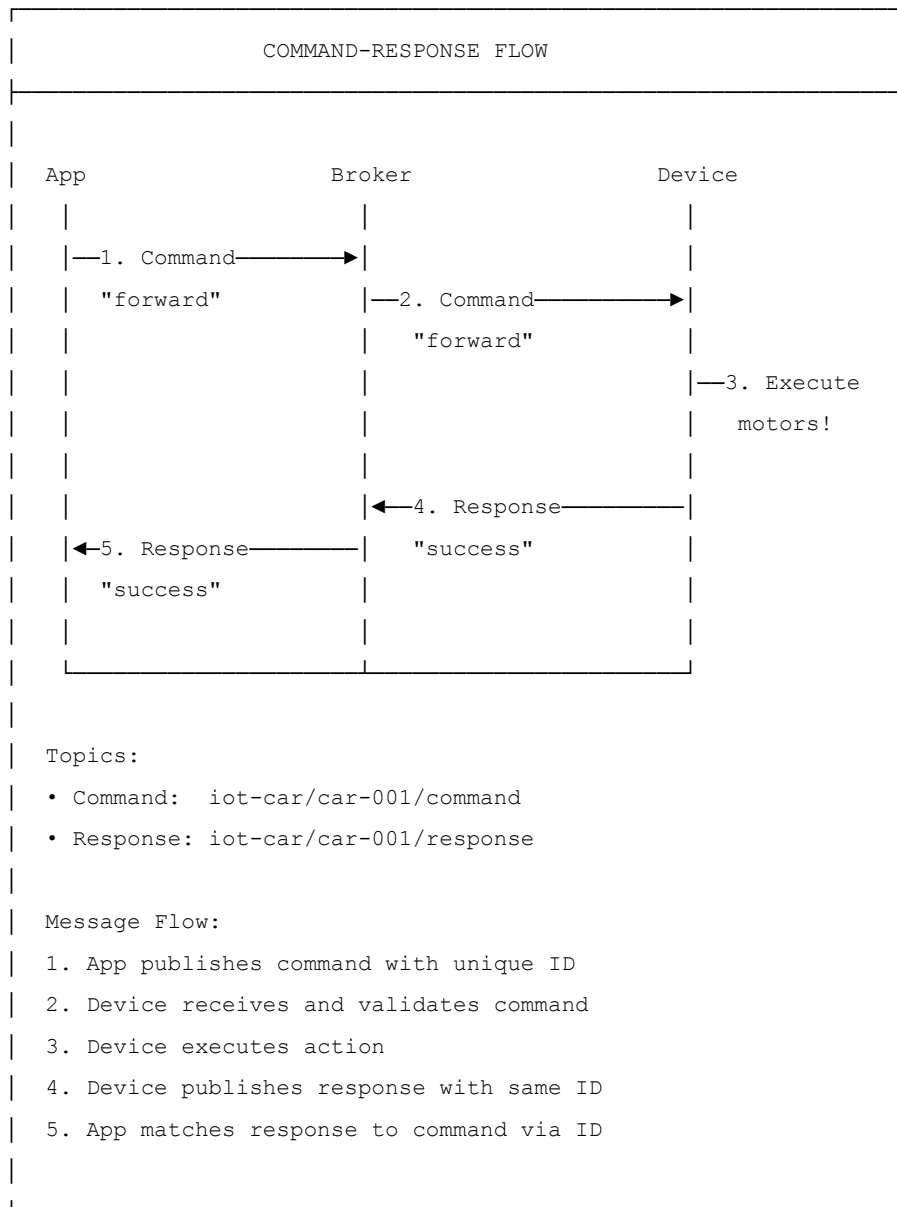 COMMAND-RESPONSE FLOW
App Broker Device
1. Command
"forward" 2. Command
"forward"
3. Execute
motors!
4. Response
5. Response "success"
"success"
Topics:
• Command: iot-car/car-001/command
• Response: iot-car/car-001/response
Message Flow:
1. App publishes command with unique ID
2. Device receives and validates command
3. Device executes action
4. Device publishes response with same ID
5. App matches response to command via ID